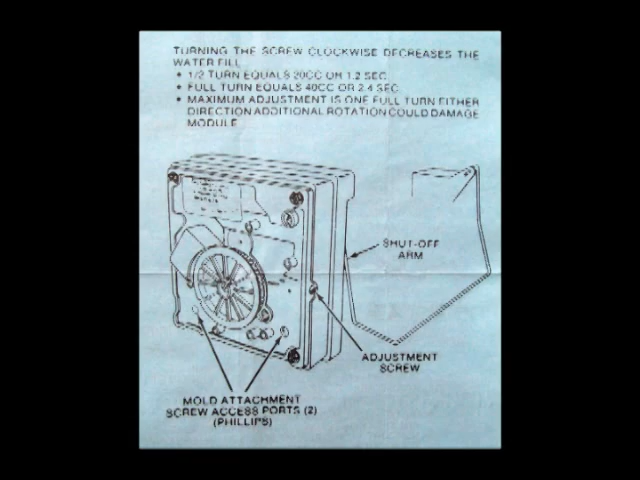 TURNING THE SCREW CLOCKWISE DECREASES THE
WATER FILL
• 1/2 TURN EQUALS 20CC OR 1.2 SEC
• FULL TURN EQUALS 40CC OR 2.4 SEC
• MAXIMUM ADJUSTMENT IS ONE FULL TURN EITHER
DIRECTION ADDITIONAL ROTATION COULD DAMAGE
MODULE
SHUT-OFF
ARM
ADJUSTMENT
SCREW
MOLD ATTACHMENT
SCREW ACCESS PORTS (2)
(PHILLIPS)